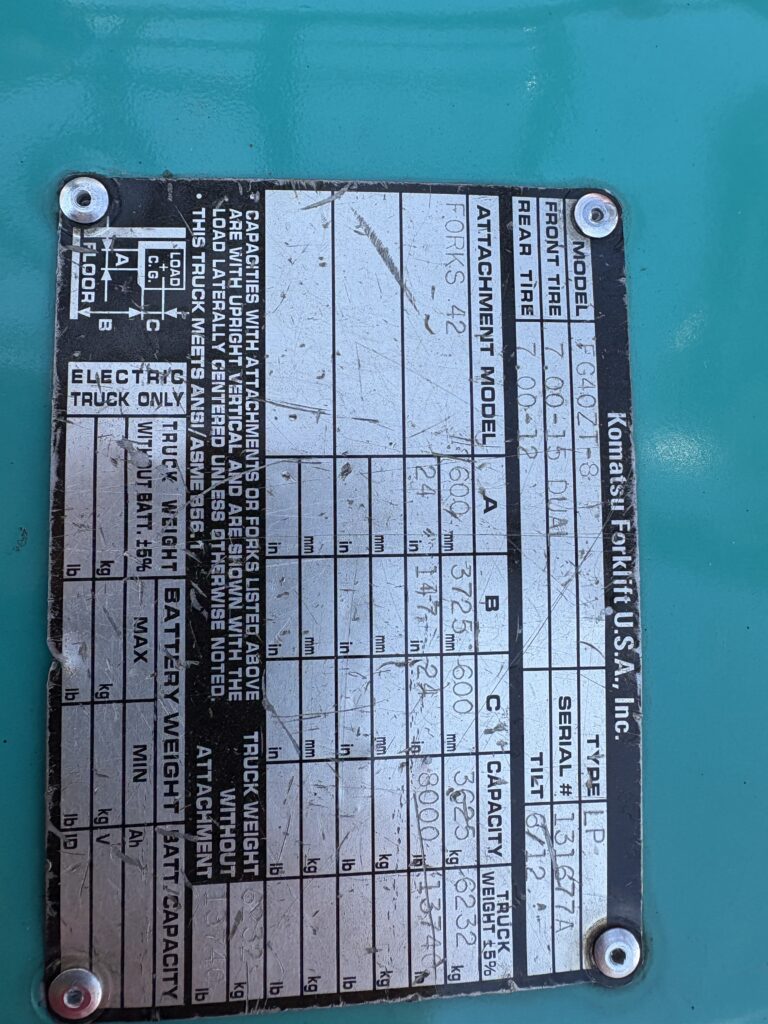 Komatsu Forklift U.S.A., Inc.
MODEL FG40ZT-8 TYPE LP
FRONT TIRE 7.00-15 DUAL SERIAL # 131677A
REAR TIRE 7.00-12 TILT 6/12
ATTACHMENT MODEL A B C CAPACITY TRUCK WEIGHT ±5%
FORKS 42 600 mm 3725 600 3625 kg 6232
24 in 147 24 in 8000 13740
mm mm mm kg kg
in in in lb lb
mm mm mm kg kg
in in in lb lb
• CAPACITIES WITH ATTACHMENTS OR FORKS LISTED ABOVE
ARE WITH UPRIGHT VERTICAL AND ARE SHOWN WITH THE
LOAD LATERALLY CENTERED UNLESS OTHERWISE NOTED.
• THIS TRUCK MEETS ANSI/ASME B56.1
TRUCK WEIGHT
WITHOUT
ATTACHMENT
6232 kg
13740 lb
LOAD
C.G.
A
B
C
FLOOR
ELECTRIC
TRUCK ONLY
TRUCK WEIGHT
WITHOUT BATT. ±5%
kg
lb
BATTERY WEIGHT
MAX MIN
kg kg
lb lb
BATT CAPACITY
Ah
V
ID